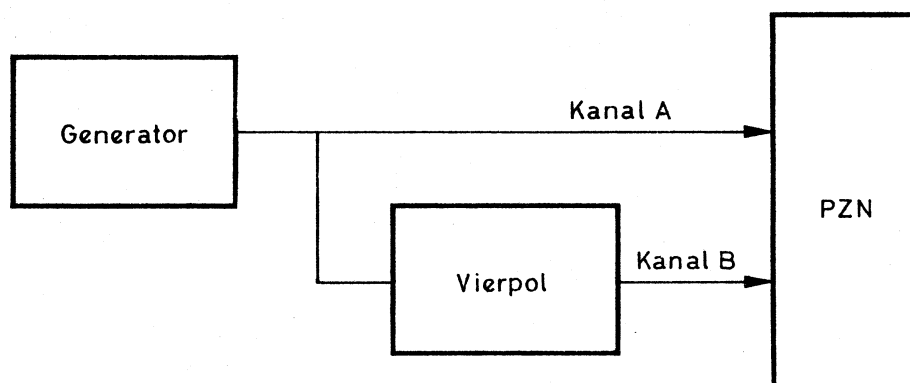 Kanal A
Generator
PZN
Kanal B
Vierpol